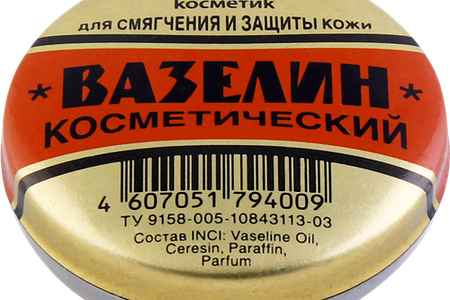 косметик
для СМЯГЧЕНИЯ И ЗАЩИТЫ КОЖИ
* ВАЗЕЛИН *
КОСМЕТИЧЕСКИЙ
4 607051 794009
ТУ 9158-005-10843113-03
Состав INCI: Vaseline Oil,
Ceresin, Paraffin,
Parfum